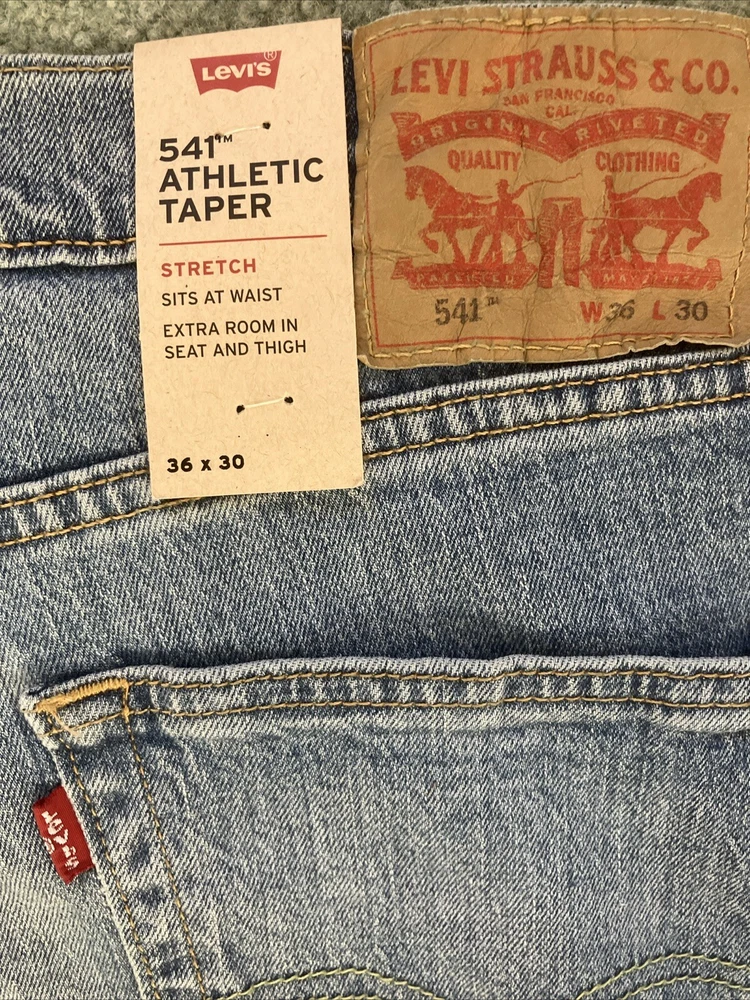 LEVI'S®
541™
ATHLETIC
TAPER
STRETCH
SITS AT WAIST
EXTRA ROOM IN
SEAT AND THIGH
36 x 30
LEVI STRAUSS & CO.
SAN FRANCISCO
CAL.
ORIGINAL RIVETED
QUALITY CLOTHING
541™ W36 L 30
LEVI'S